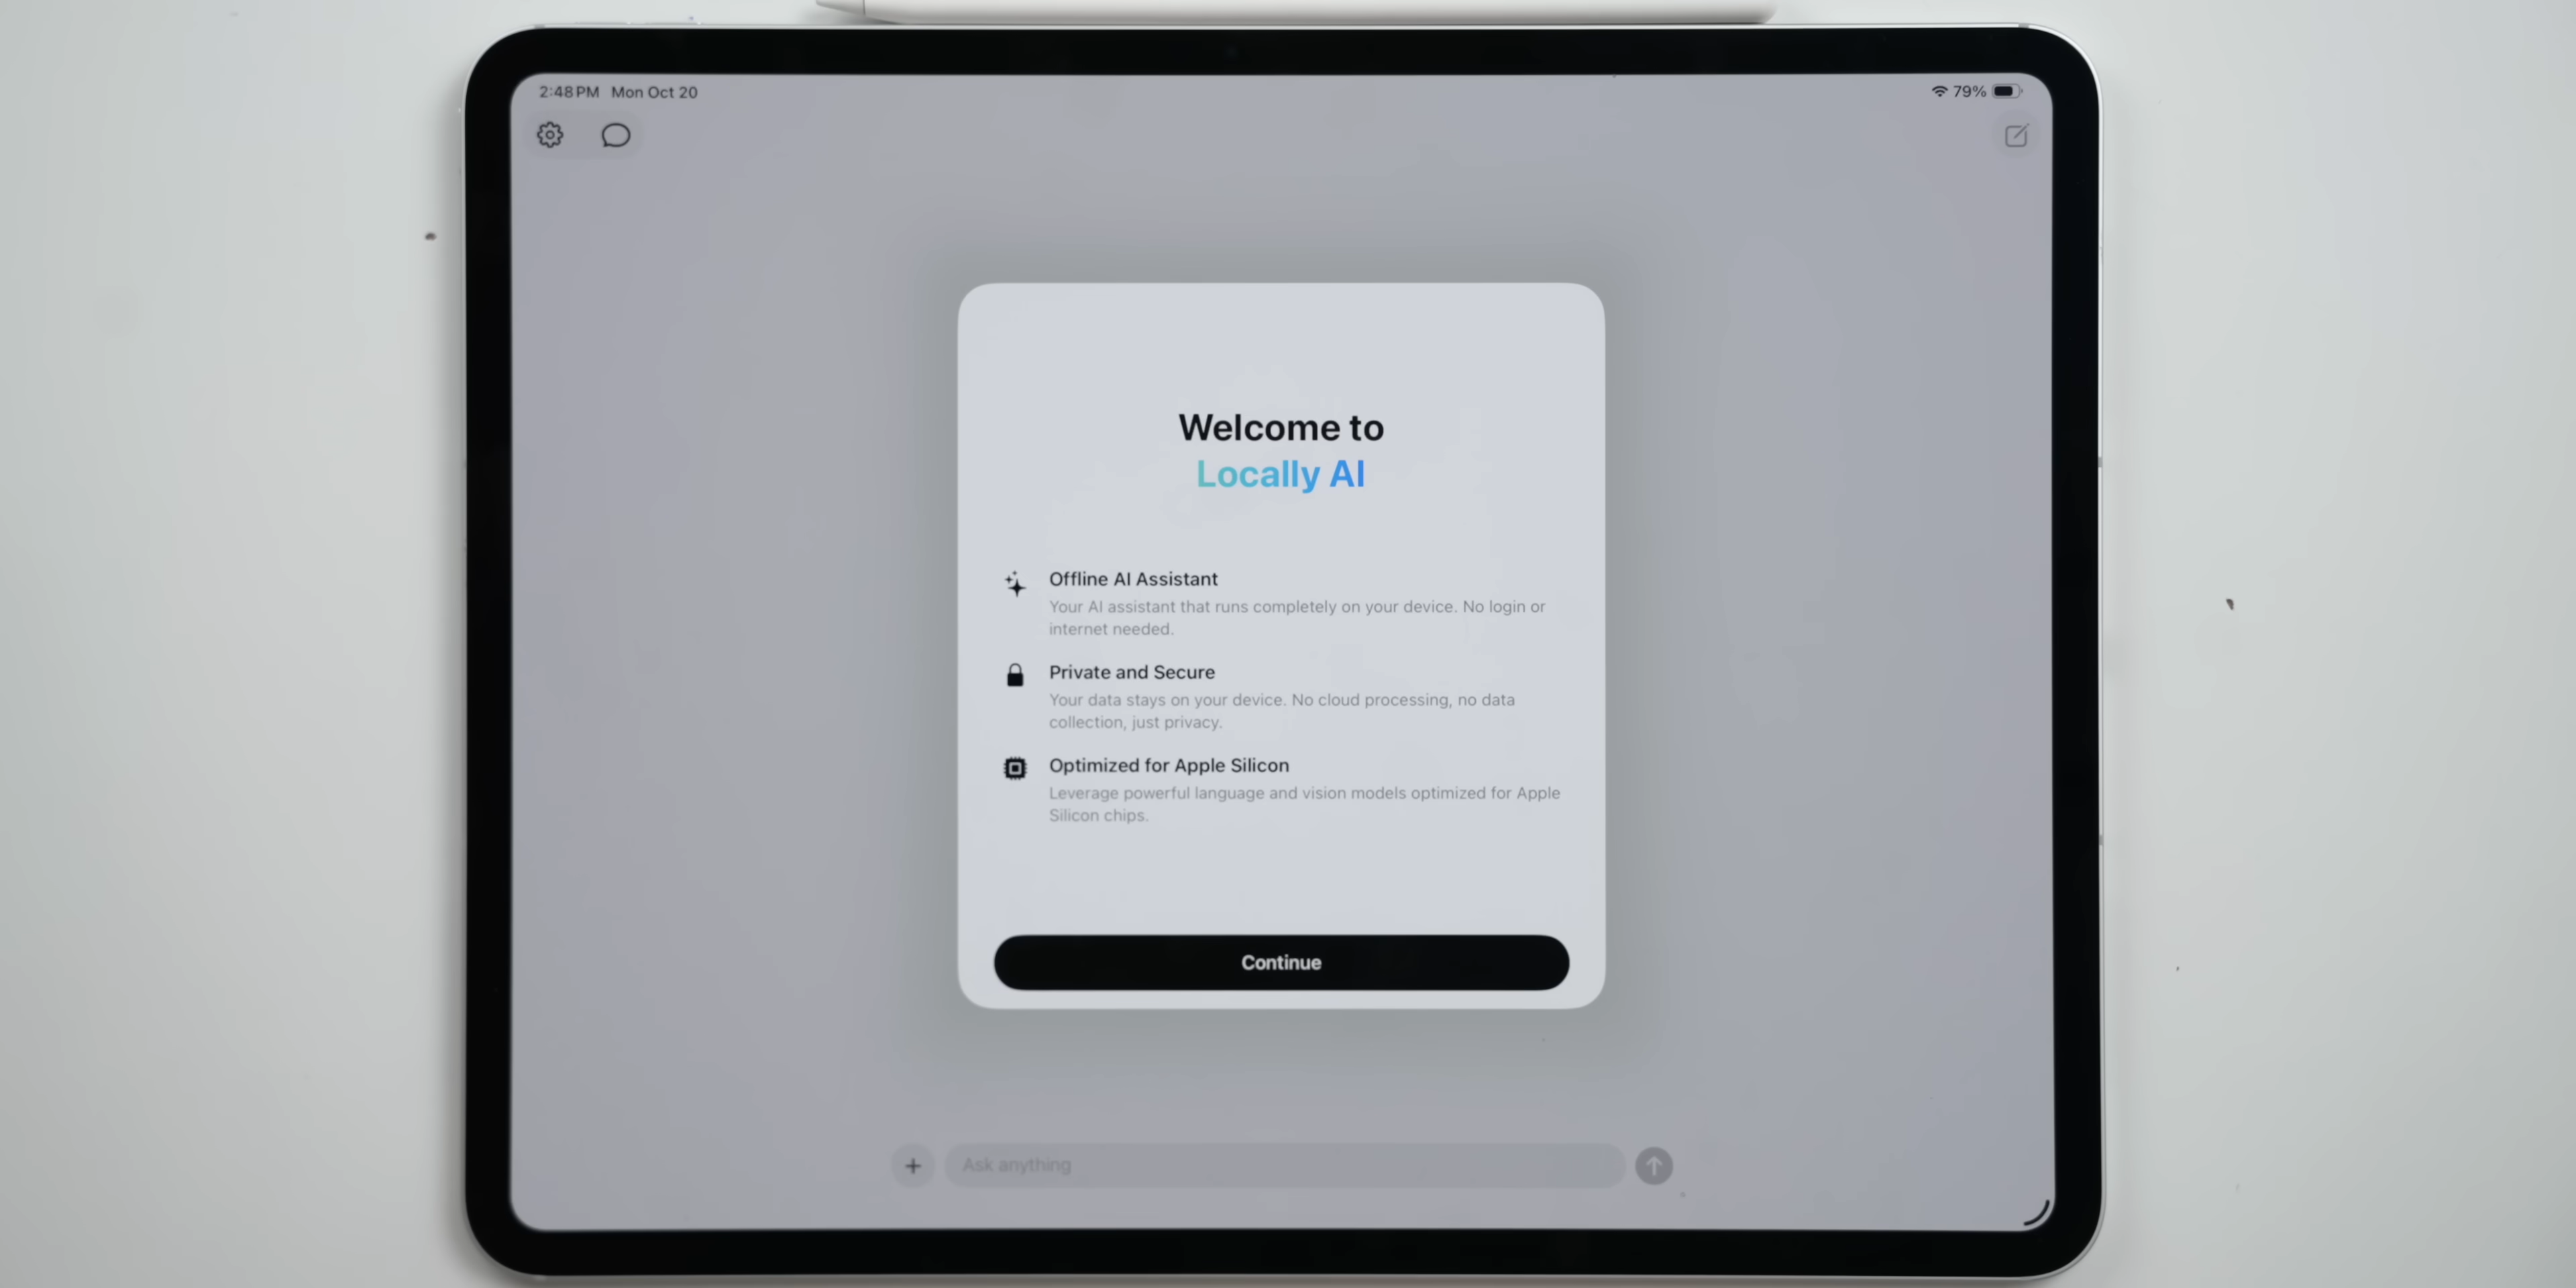 2:48 PM Mon Oct 20
79%
Welcome to
Locally AI
Offline AI Assistant
Your AI assistant that runs completely on your device. No login or
internet needed.
Private and Secure
Your data stays on your device. No cloud processing, no data
collection, just privacy.
Optimized for Apple Silicon
Leverage powerful language and vision models optimized for Apple
Silicon chips.
Continue
Ask anything